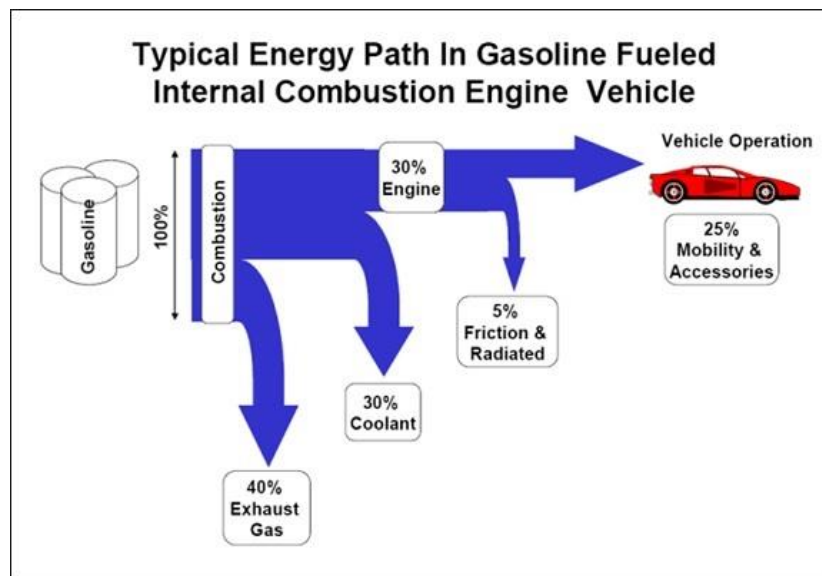 Typical Energy Path In Gasoline Fueled
Internal Combustion Engine Vehicle
Vehicle Operation
Gasoline
100%
Combustion
30%
Engine
25%
Mobility &
Accessories
5%
Friction &
Radiated
30%
Coolant
40%
Exhaust
Gas